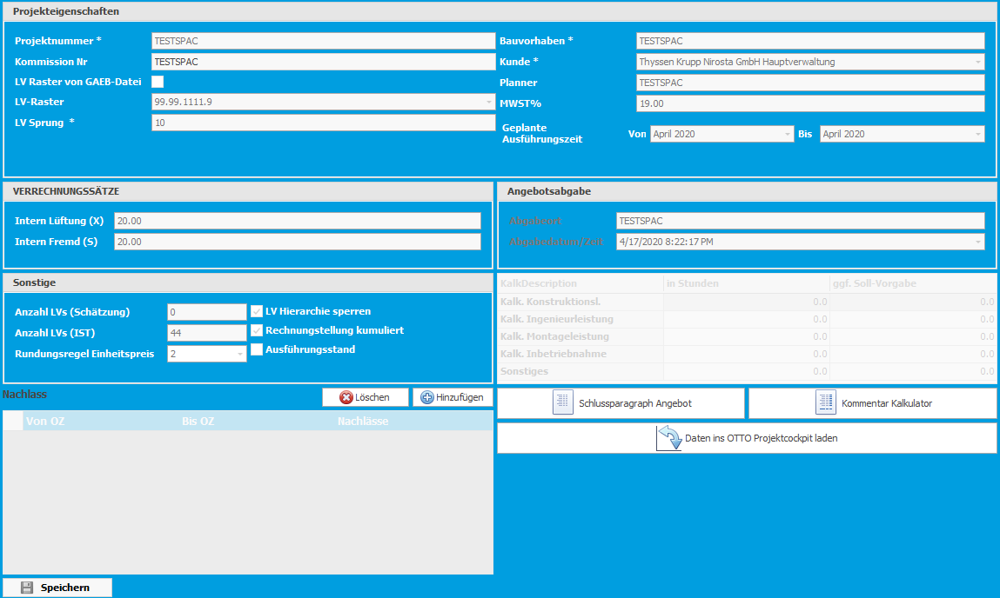 Projekteigenschaften
Projektnummer * TESTSPAC Bauvorhaben * TESTSPAC
Kommission Nr TESTSPAC Kunde * Thyssen Krupp Nirosta GmbH Hauptverwaltung
LV Raster von GAEB-Datei Planner TESTSPAC
LV-Raster 99.99.1111.9 MWST% 19.00
LV Sprung * 10
Geplante
Ausführungszeit Von April 2020 Bis April 2020
VERRECHNUNGSSÄTZE
Intern Lüftung (X) 20.00
Intern Fremd (S) 20.00
Angebotsabgabe
Abgabeort TESTSPAC
Abgabedatum/Zeit 4/17/2020 8:22:17 PM
Sonstige
Anzahl LVs (Schätzung) 0 LV Hierarchie sperren
Anzahl LVs (IST) 44 Rechnungstellung kumuliert
Rundungsregel Einheitspreis 2 Ausführungsstand
KalkDescription in Stunden ggf. Soll-Vorgabe
Kalk. Konstruktionsl. 0.0 0.0
Kalk. Ingenieurleistung 0.0 0.0
Kalk. Montageleistung 0.0 0.0
Kalk. Inbetriebnahme 0.0 0.0
Sonstiges 0.0 0.0
Nachlass Löschen Hinzufügen
Von OZ Bis OZ Nachlässe
Schlussparagraph Angebot Kommentar Kalkulator
Daten ins OTTO Projektcockpit laden
Speichern